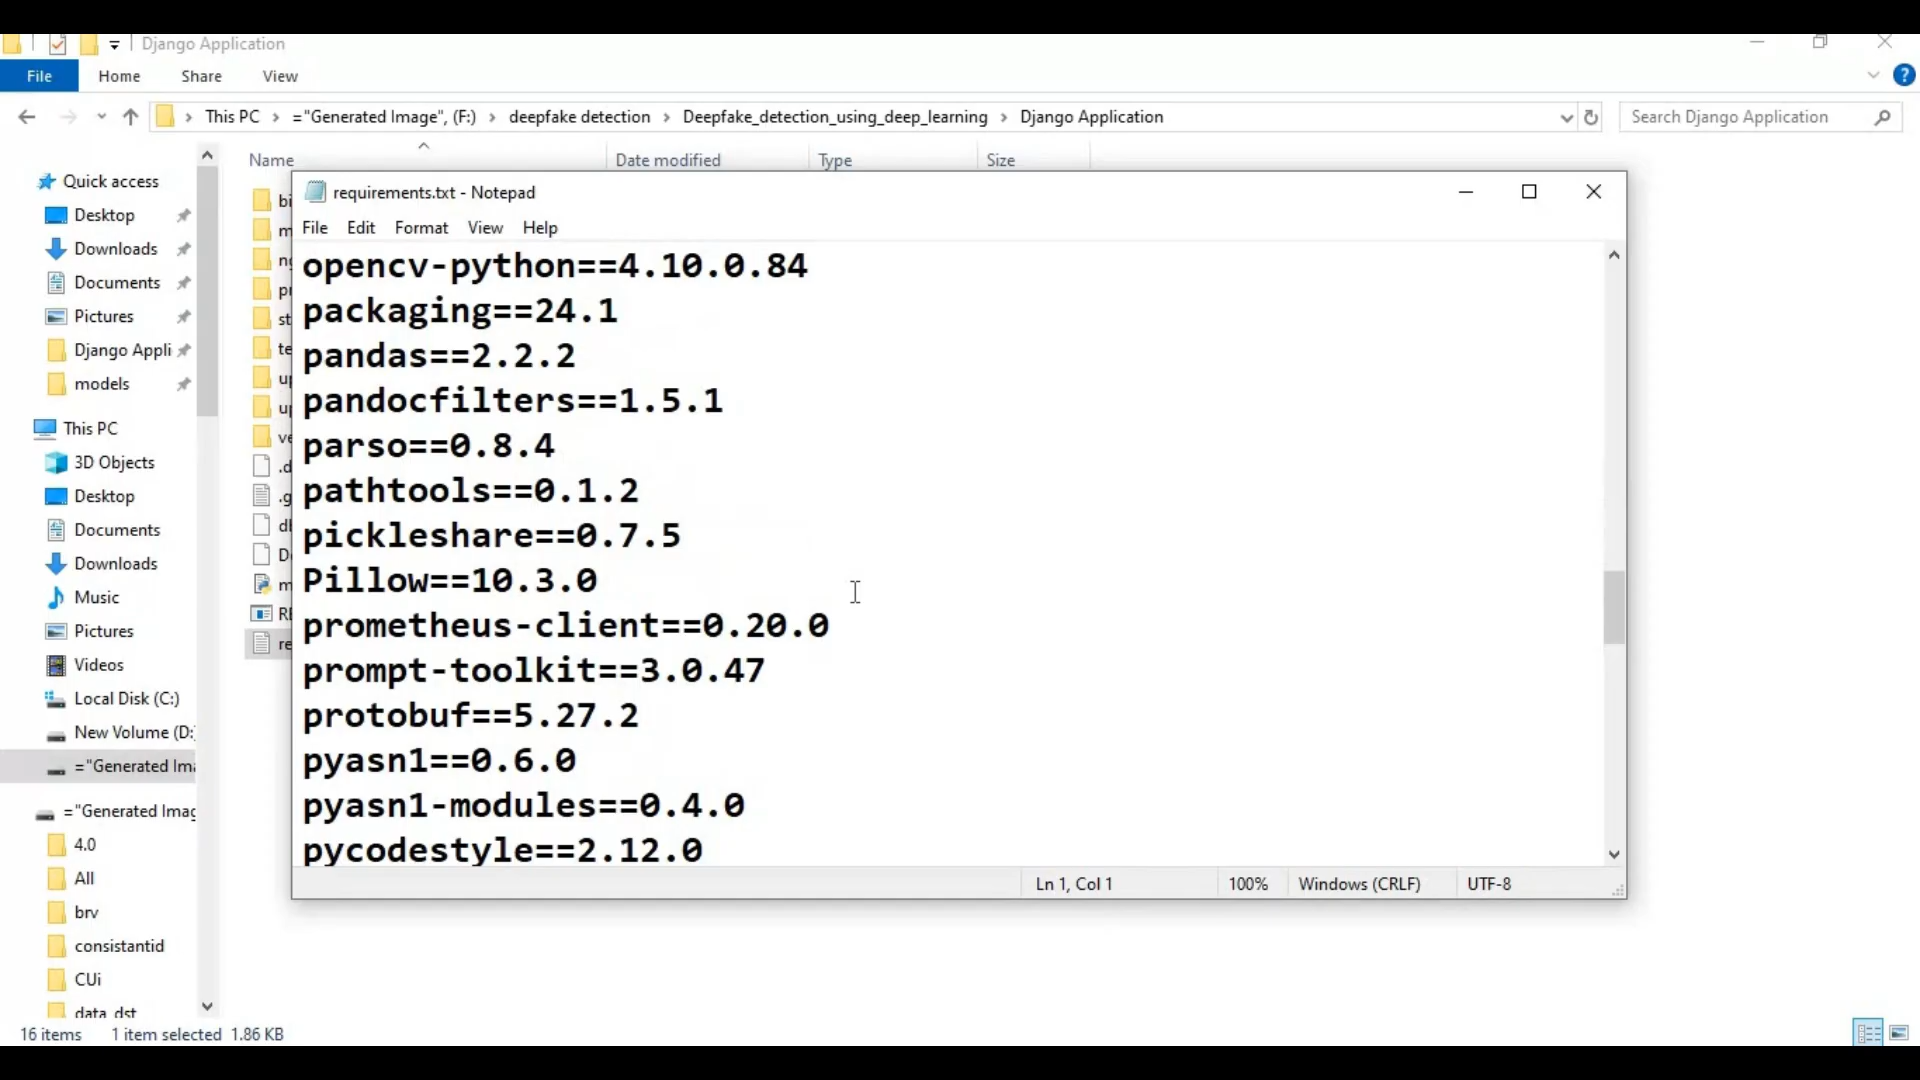 Django Application
File Home Share View
This PC > ="Generated Image", (F:) > deepfake detection > Deepfake_detection_using_deep_learning > Django Application
Search Django Application
Name Date modified Type Size
Quick access
Desktop
Downloads
Documents
Pictures
Django Appli
models
This PC
3D Objects
Desktop
Documents
Downloads
Music
Pictures
Videos
Local Disk (C:)
New Volume (D:
="Generated Ima
="Generated Imag
4.0
All
brv
consistantid
CUi
data_dst
requirements.txt - Notepad
File Edit Format View Help
opencv-python==4.10.0.84
packaging==24.1
pandas==2.2.2
pandocfilters==1.5.1
parso==0.8.4
pathtools==0.1.2
pickleshare==0.7.5
Pillow==10.3.0
prometheus-client==0.20.0
prompt-toolkit==3.0.47
protobuf==5.27.2
pyasn1==0.6.0
pyasn1-modules==0.4.0
pycodestyle==2.12.0
Ln 1, Col 1 100% Windows (CRLF) UTF-8
16 items 1 item selected 1.86 KB